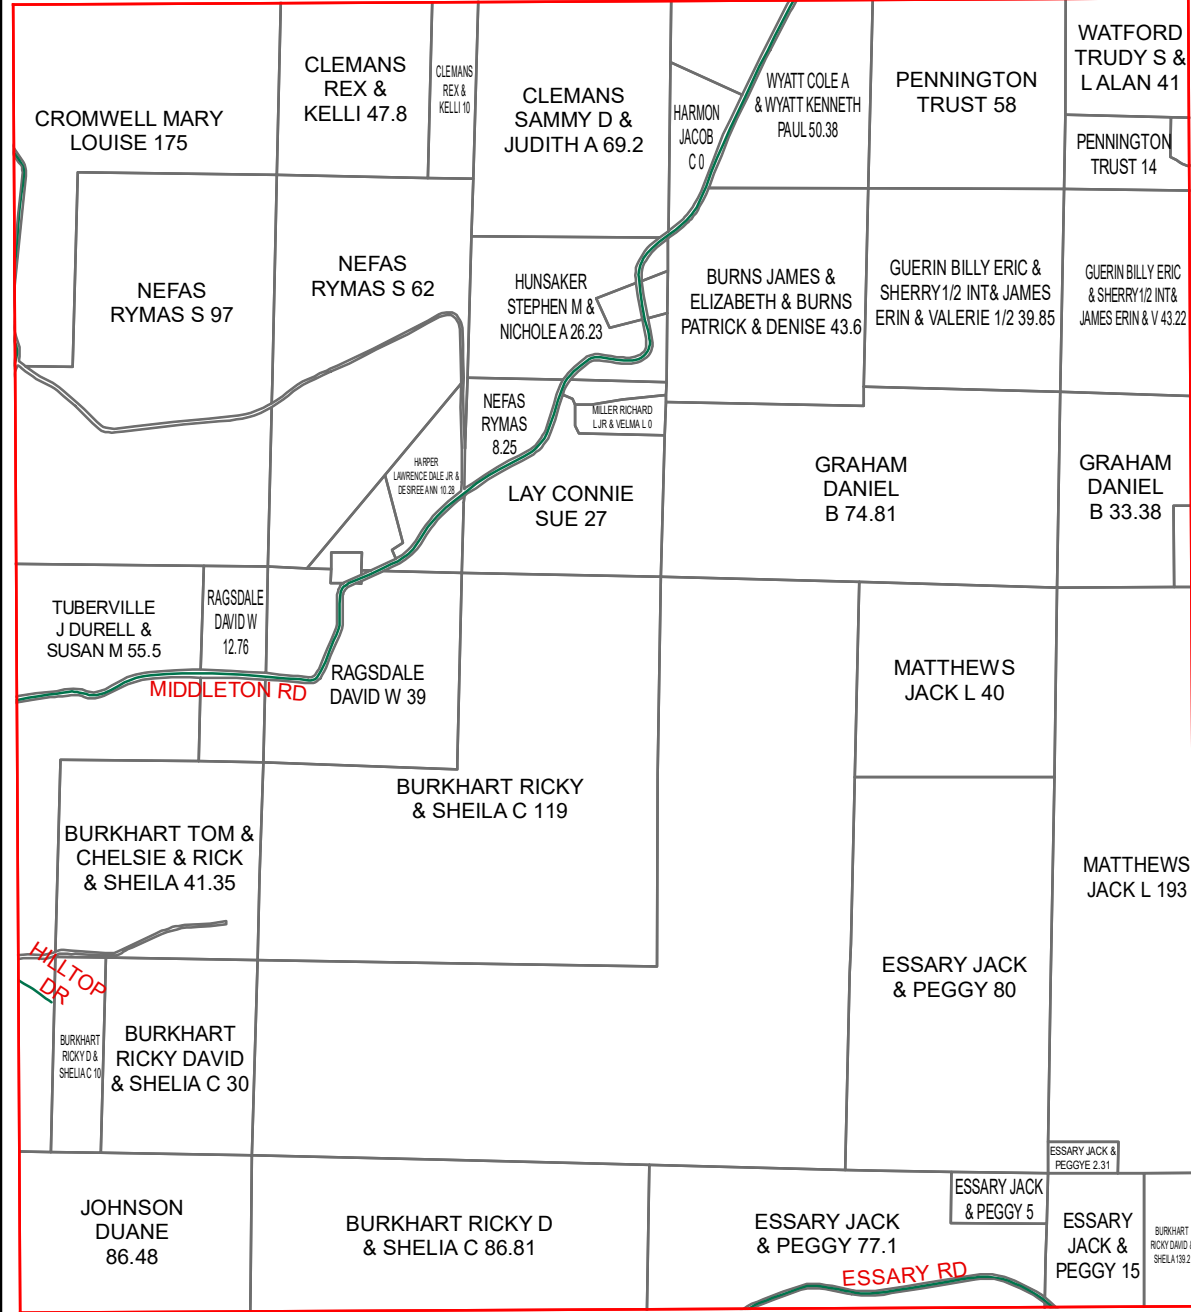 CROMWELL MARY
LOUISE 175
CLEMANS
REX &
KELLI 47.8
CLEMANS
REX &
KELLI 10
CLEMANS
SAMMY D &
JUDITH A 69.2
HARMON
JACOB
C 0
WYATT COLE A
& WYATT KENNETH
PAUL 50.38
PENNINGTON
TRUST 58
WATFORD
TRUDY S &
L ALAN 41
PENNINGTON
TRUST 14
NEFAS
RYMAS S 97
NEFAS
RYMAS S 62
HUNSAKER
STEPHEN M &
NICHOLE A 26.23
BURNS JAMES &
ELIZABETH & BURNS
PATRICK & DENISE 43.6
GUERIN BILLY ERIC &
SHERRY1/2 INT& JAMES
ERIN & VALERIE 1/2 39.85
GUERIN BILLY ERIC
& SHERRY1/2 INT&
JAMES ERIN & V 43.22
NEFAS
RYMAS
8.25
MILLER RICHARD
L JR & VELMA L 0
HARPER
LAWRENCE DALE JR &
DESIREE ANN 10.28
LAY CONNIE
SUE 27
GRAHAM
DANIEL
B 74.81
GRAHAM
DANIEL
B 33.38
TUBERVILLE
J DURELL &
SUSAN M 55.5
RAGSDALE
DAVID W
12.76
RAGSDALE
DAVID W 39
MIDDLETON RD
MATTHEWS
JACK L 40
BURKHART RICKY
& SHEILA C 119
BURKHART TOM &
CHELSIE & RICK
& SHEILA 41.35
MATTHEWS
JACK L 193
HILLTOP
DR
ESSARY JACK
& PEGGY 80
BURKHART
RICKY D &
SHELIA C 10
BURKHART
RICKY DAVID
& SHELIA C 30
ESSARY JACK &
PEGGYE 2.31
JOHNSON
DUANE
86.48
BURKHART RICKY D
& SHELIA C 86.81
ESSARY JACK
& PEGGY 77.1
ESSARY JACK
& PEGGY 5
ESSARY
JACK &
PEGGY 15
BURKHART
RICKY DAVID &
SHEILA 139.2
ESSARY RD